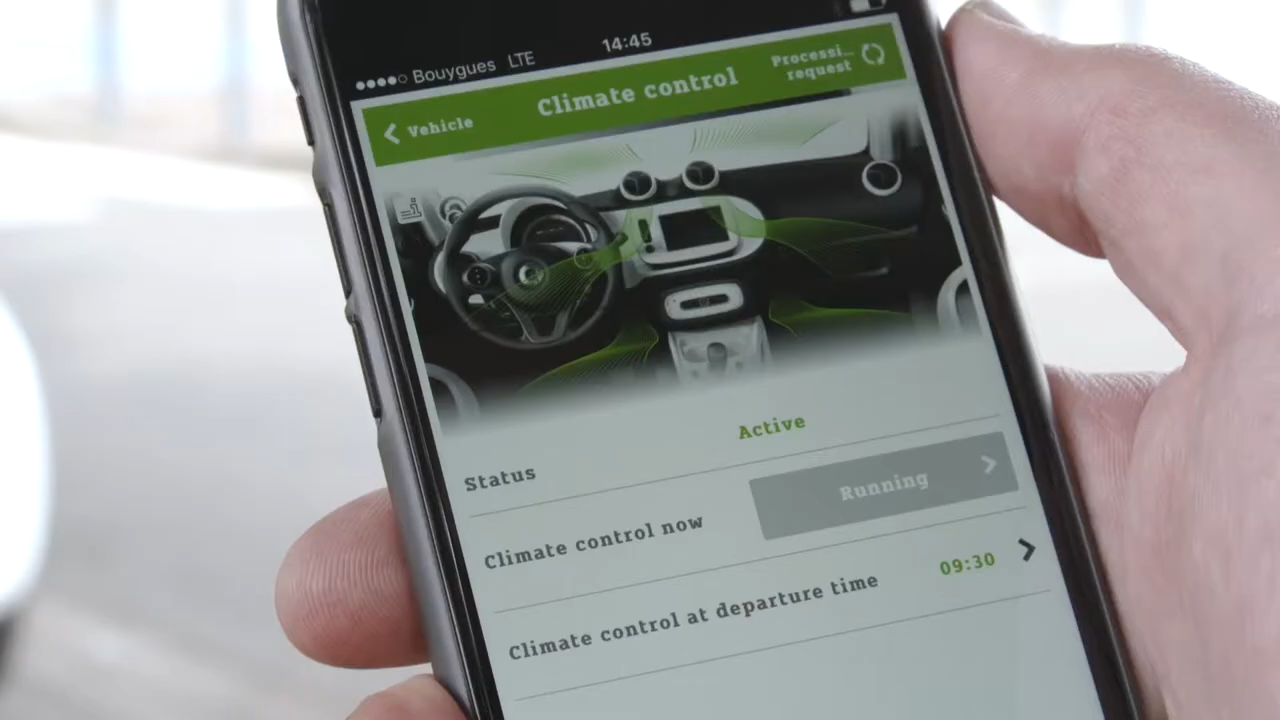 Bouygues LTE 14:45
Vehicle
Climate control
Processi...
request
Status Active
Climate control now Running
Climate control at departure time 09:30